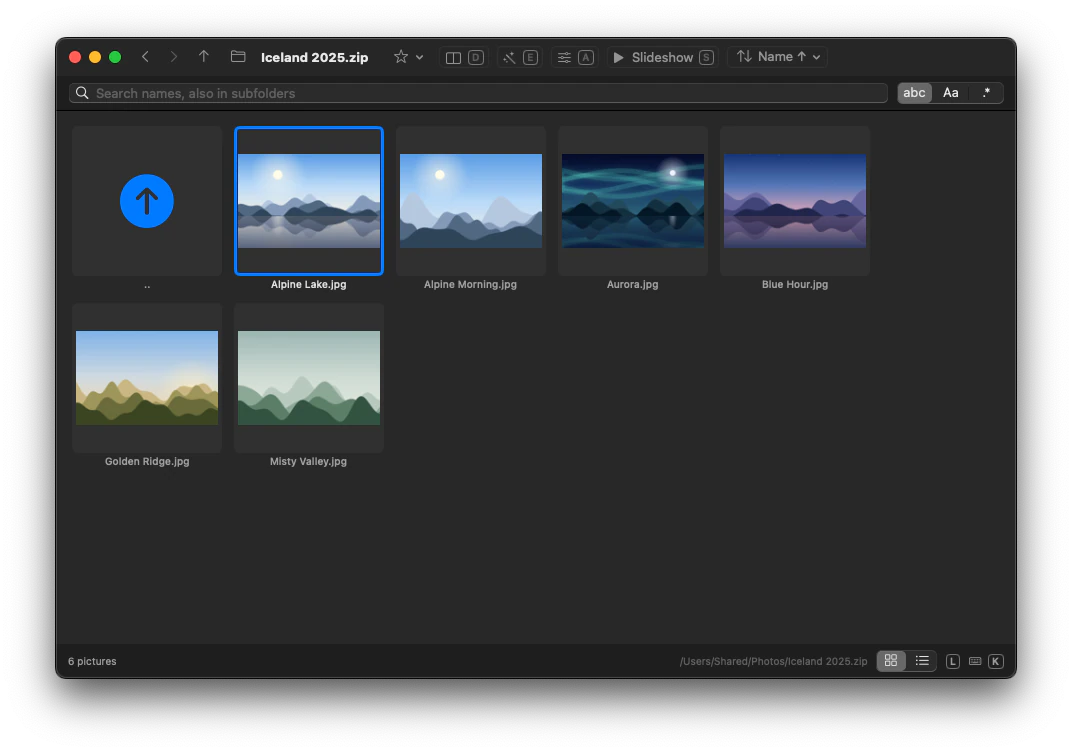 Iceland 2025.zip
D
E
A
Slideshow S
Name
Search names, also in subfolders
abc
Aa
.*
..
Alpine Lake.jpg
Alpine Morning.jpg
Aurora.jpg
Blue Hour.jpg
Golden Ridge.jpg
Misty Valley.jpg
6 pictures
/Users/Shared/Photos/Iceland 2025.zip
L
K